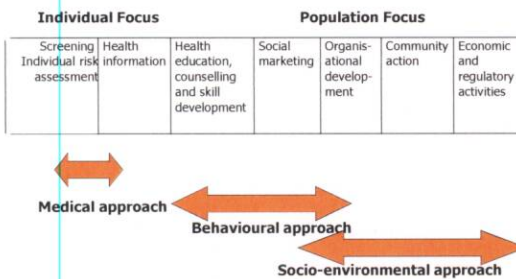 Individual Focus
Population Focus
Screening
Individual risk
assessment
Health
information
Health
education,
counselling
and skill
development
Social
marketing
Organis-
ational
develop-
ment
Community
action
Economic
and
regulatory
activities
Medical approach
Behavioural approach
Socio-environmental approach